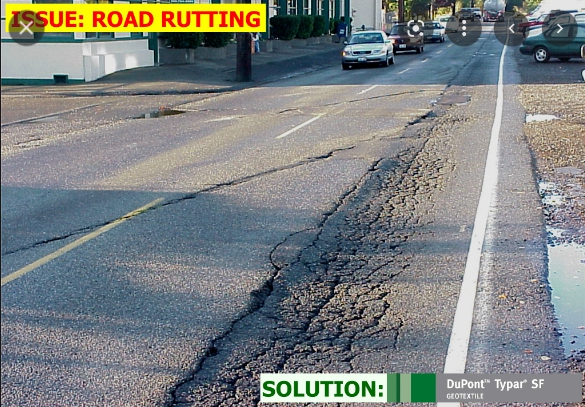 ISSUE: ROAD RUTTING
SOLUTION:
DuPont™ Typar® SF
GEOTEXTILE